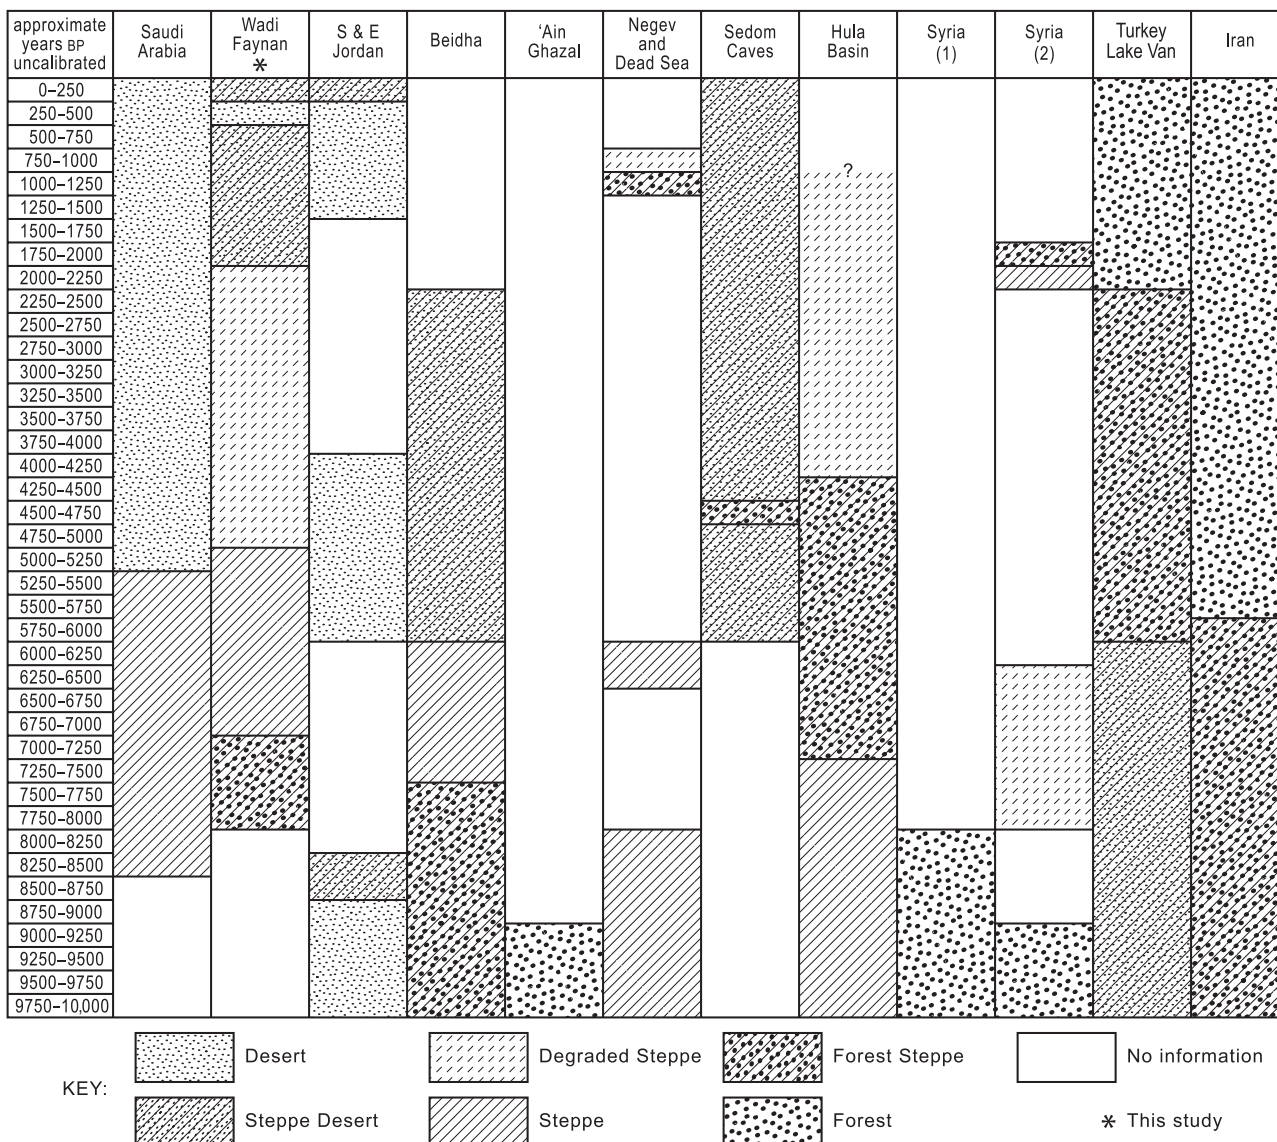 approximate
years BP
uncalibrated
Saudi
Arabia
Wadi
Faynan
*
S & E
Jordan
Beidha
‘Ain
Ghazal
Negev
and
Dead Sea
Sedom
Caves
Hula
Basin
Syria
(1)
Syria
(2)
Turkey
Lake Van
Iran
0–250
250–500
500–750
750–1000
1000–1250
1250–1500
1500–1750
1750–2000
2000–2250
2250–2500
2500–2750
2750–3000
3000–3250
3250–3500
3500–3750
3750–4000
4000–4250
4250–4500
4500–4750
4750–5000
5000–5250
5250–5500
5500–5750
5750–6000
6000–6250
6250–6500
6500–6750
6750–7000
7000–7250
7250–7500
7500–7750
7750–8000
8000–8250
8250–8500
8500–8750
8750–9000
9000–9250
9250–9500
9500–9750
9750–10,000
?
KEY:
Desert
Degraded Steppe
Forest Steppe
No information
Steppe Desert
Steppe
Forest
* This study